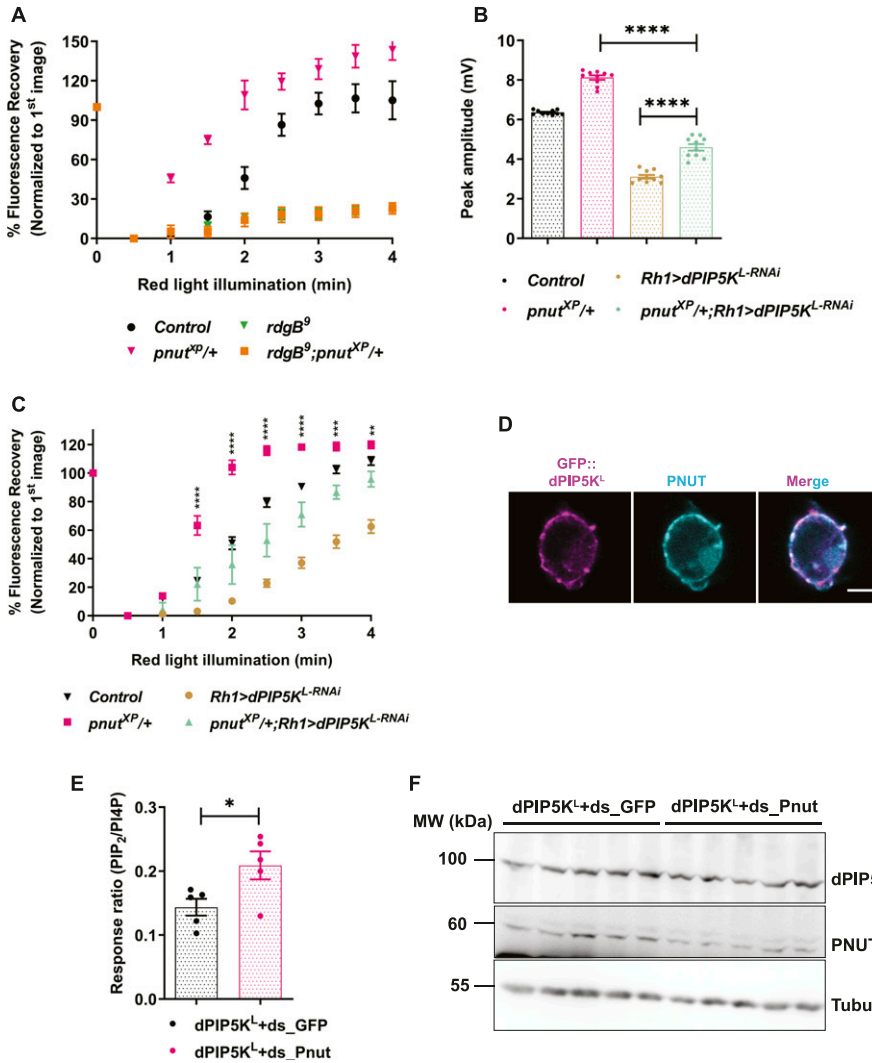 A
% Fluorescence Recovery
(Normalized to 1st image)
150
120
90
60
30
0
0 1 2 3 4
Red light illumination (min)
Control
rdgB9
pnutxp/+
rdgB9;pnutXP/+
B
Peak amplitude (mV)
10
8
6
4
2
0
****
****
Control
Rh1>dPIP5KL-RNAi
pnutXP/+
pnutXP/+;Rh1>dPIP5KL-RNAi
C
% Fluorescence Recovery
(Normalized to 1st image)
120
100
80
60
40
20
0
**** **** **** **** *** **
0 1 2 3 4
Red light illumination (min)
Control
Rh1>dPIP5KL-RNAi
pnutXP/+
pnutXP/+;Rh1>dPIP5KL-RNAi
D
GFP::
dPIP5KL
PNUT
Merge
E
Response ratio (PIP2/PI4P)
0.3
0.2
0.1
0.0
*
dPIP5KL+ds_GFP
dPIP5KL+ds_Pnut
F
dPIP5KL+ds_GFP dPIP5KL+ds_Pnut
MW (kDa)
100
dPIP5
60
PNUT
55
Tubu